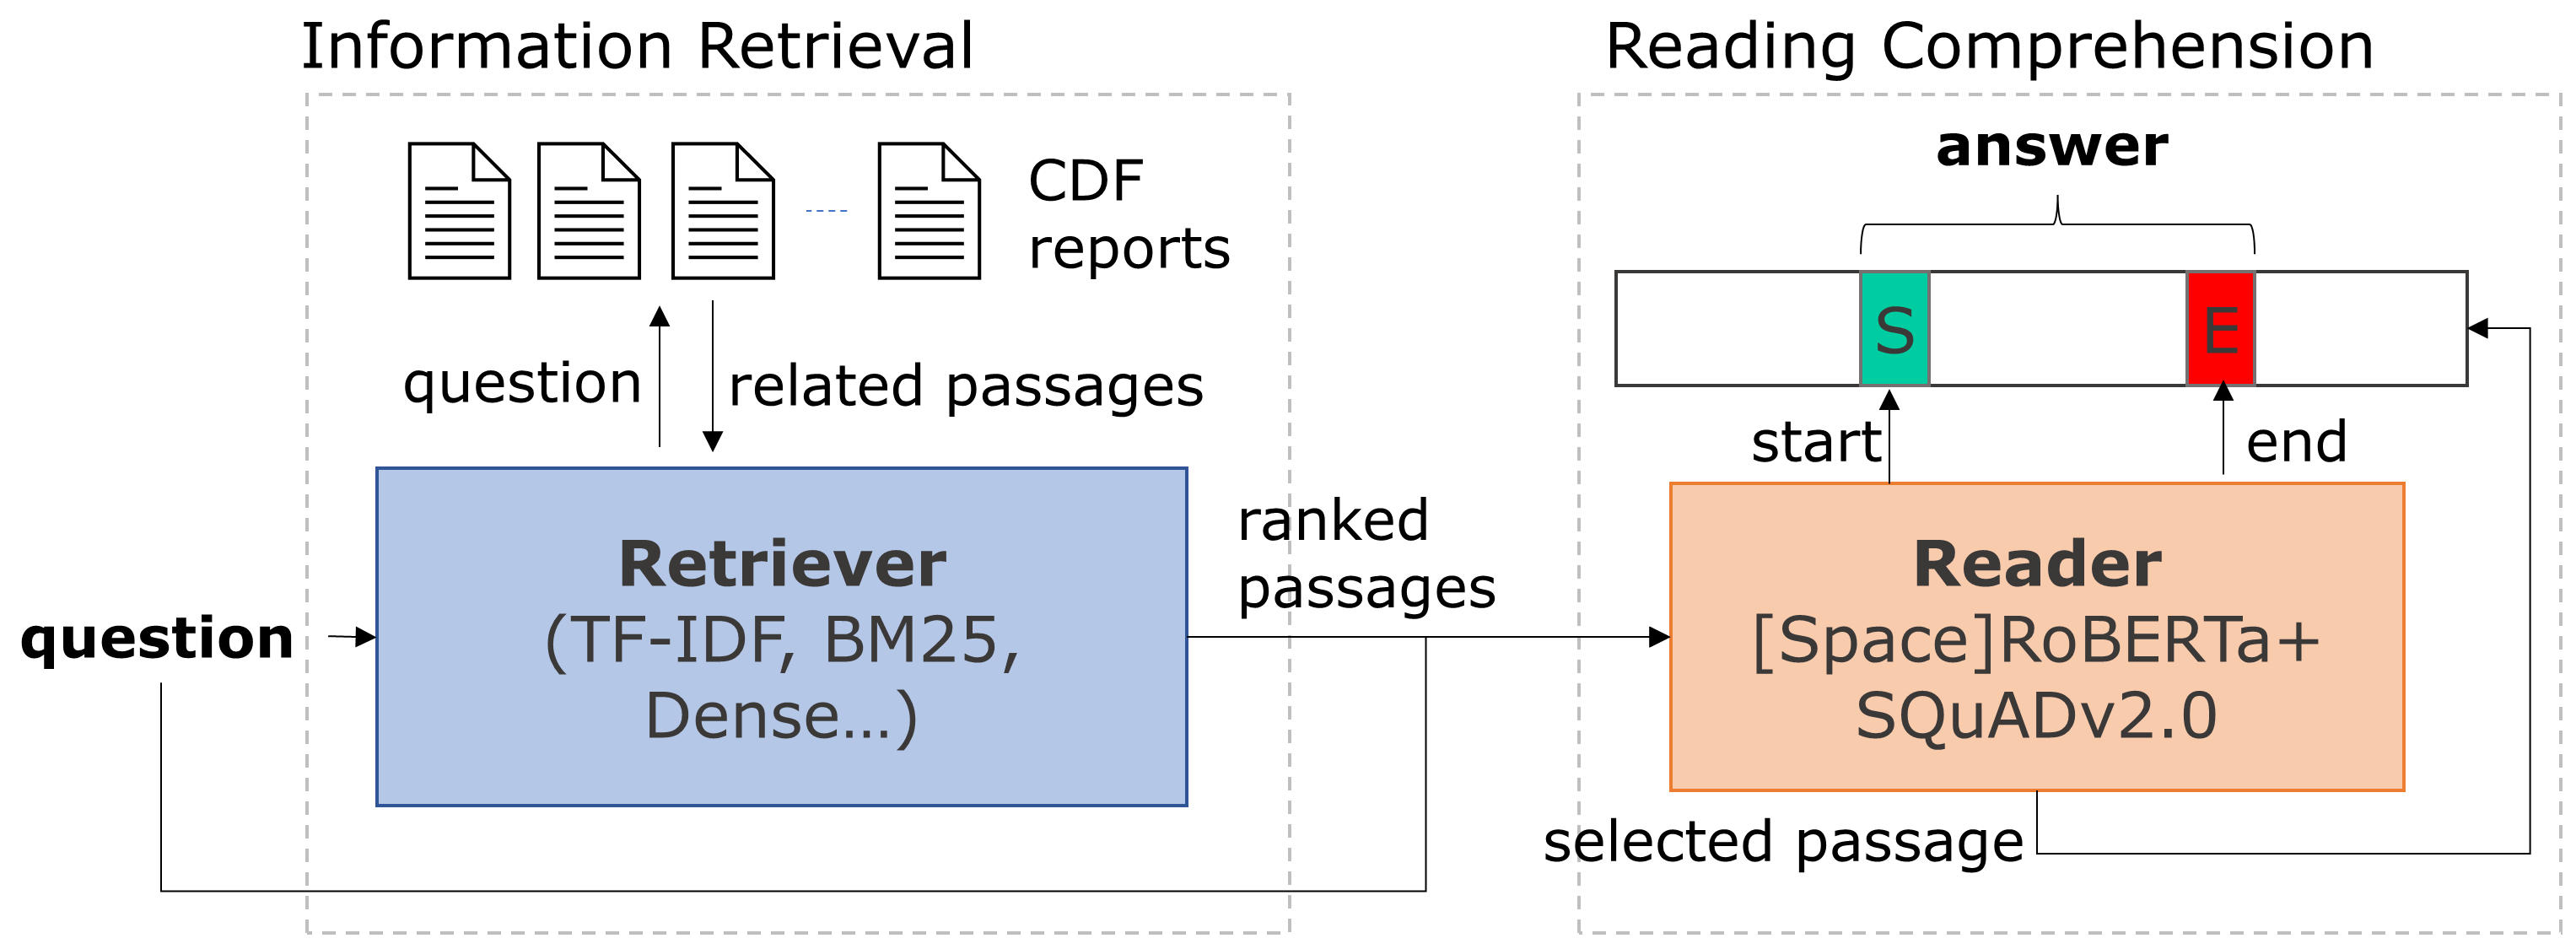 Information Retrieval
CDF
reports
question
related passages
Retriever
(TF-IDF, BM25,
Dense...)
question
ranked
passages
Reading Comprehension
answer
S
E
start
end
Reader
[Space]RoBERTa+
SQuADv2.0
selected passage